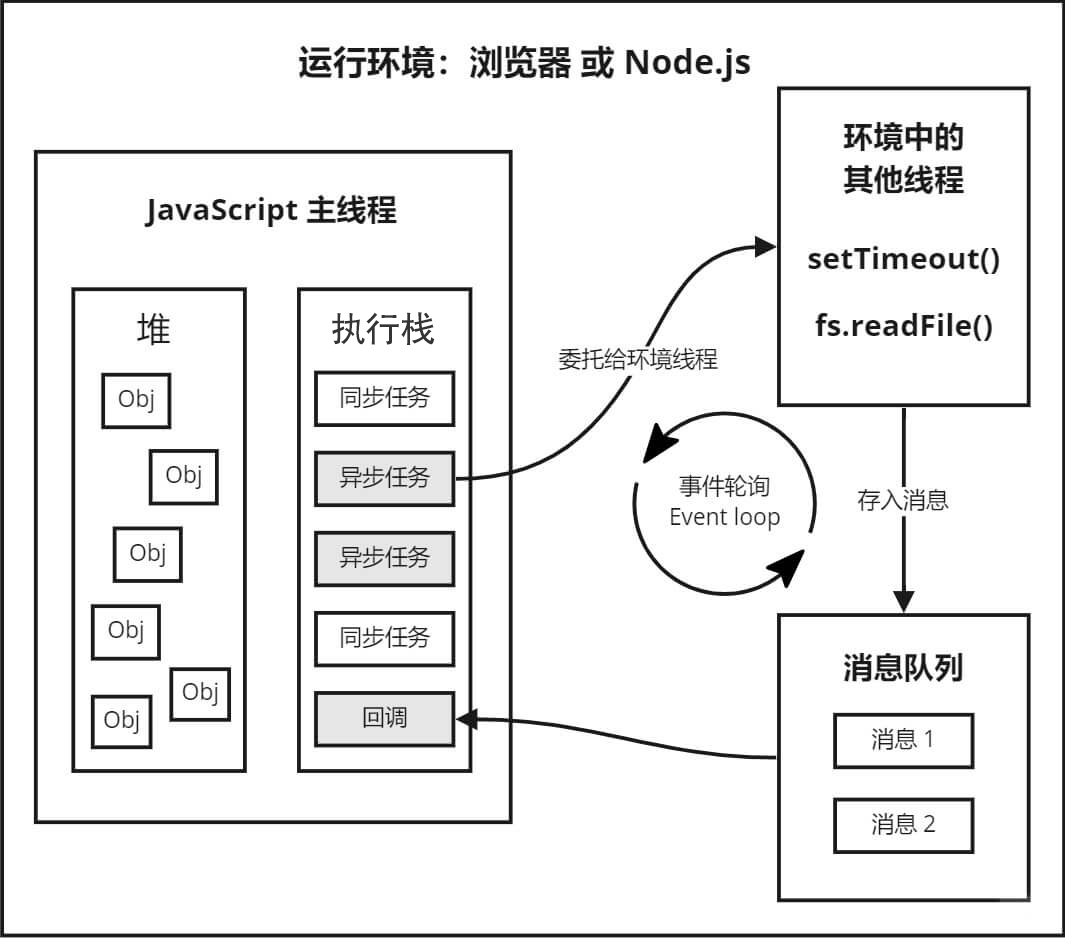 运行环境：浏览器 或 Node.js
JavaScript 主线程
堆
Obj
Obj
Obj
Obj
Obj
Obj
执行栈
同步任务
异步任务
异步任务
同步任务
回调
委托给环境线程
环境中的
其他线程
setTimeout()
fs.readFile()
事件轮询
Event loop
存入消息
消息队列
消息 1
消息 2